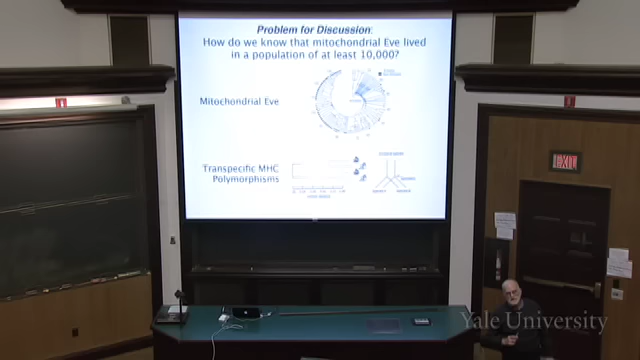 Problem for Discussion:
How do we know that mitochondrial Eve lived
in a population of at least 10,000?
Mitochondrial Eve
Transpecific MHC
Polymorphisms
EXIT
Yale University